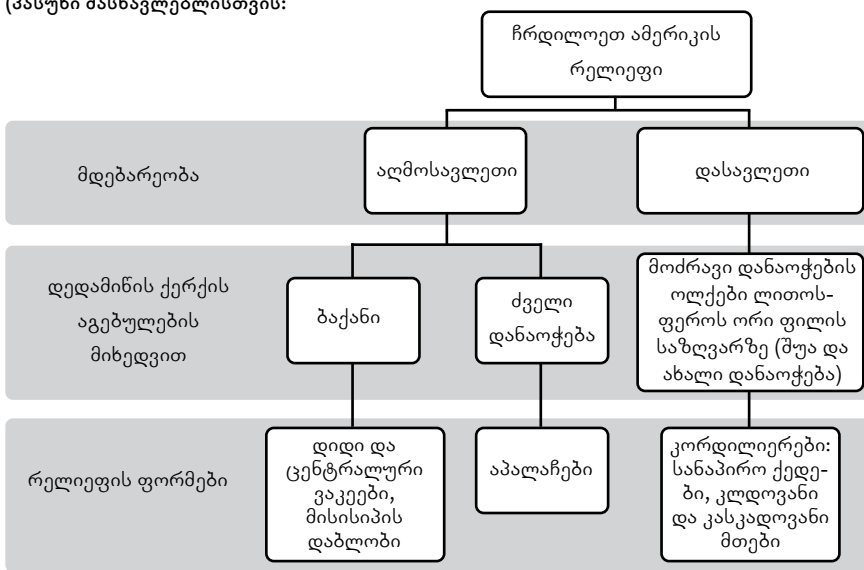 (პასუხი მასწავლებლისთვის:
ჩრდილოეთ ამერიკის
რელიეფი
მდებარეობა
აღმოსავლეთი
დასავლეთი
დედამიწის ქერქის
აგებულების
მიხედვით
ბაქანი
ძველი
დანაოჭება
მოძრავი დანაოჭების
ოლქები ლითოს-
ფეროს ორი ფილის
საზღვარზე (შუა და
ახალი დანაოჭება)
რელიეფის ფორმები
დიდი და
ცენტრალური
ვაკეები,
მისისიპის
დაბლობი
აპალაჩები
კორდილიერები:
სანაპირო ქედე-
ბი, კლდოვანი
და კასკადოვანი
მთები